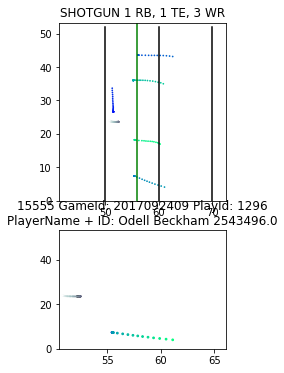 SHOTGUN 1 RB, 1 TE, 3 WR
50
40
30
20
10
0
50 60 70
15555 GameId: 2017092409 PlayId: 1296
PlayerName + ID: Odell Beckham 2543496.0
40
20
0
55 60 65